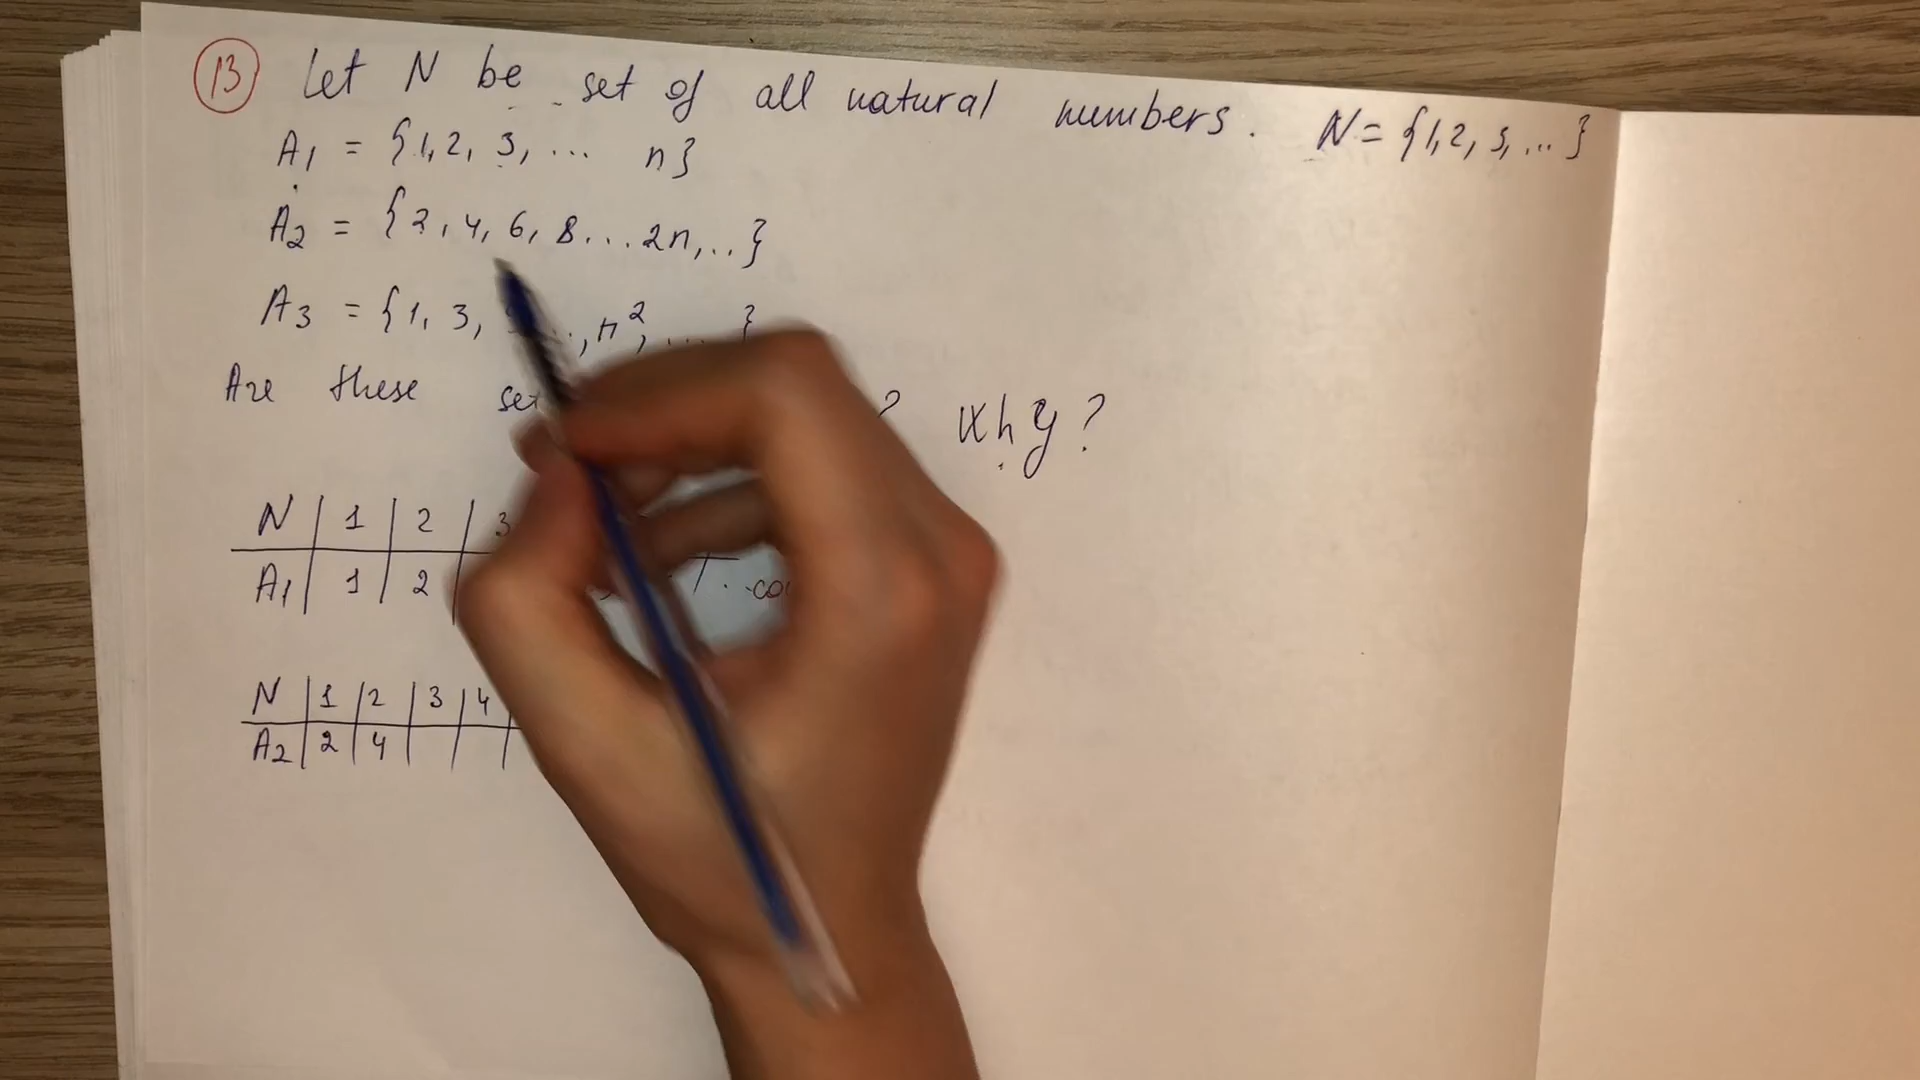 13 Let N be set of all natural numbers. N = {1, 2, 3, ... }
A1 = {1, 2, 3, ... n}
A2 = {2, 4, 6, 8 ... 2n, .. }
A3 = {1, 3, ..., n², ... }
Are these ? Why ?
N | 1 | 2 | 3
A1 | 1 | 2
N | 1 | 2 | 3 | 4
A2 | 2 | 4